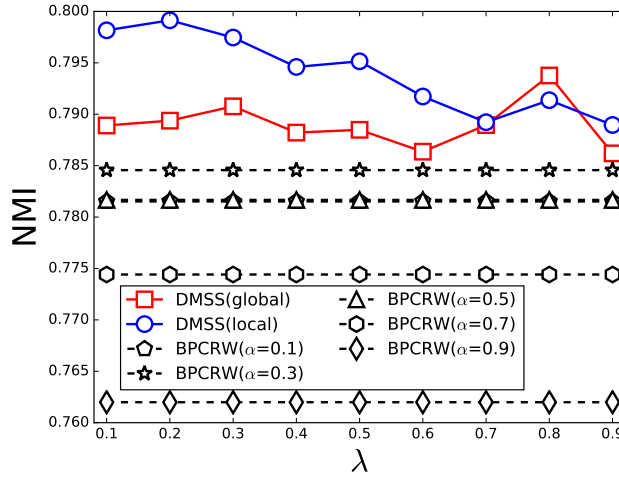 0.800
0.795
0.790
0.785
0.780
0.775
0.770
0.765
0.760
NMI
DMSS(global)
DMSS(local)
BPCRW(α=0.1)
BPCRW(α=0.3)
BPCRW(α=0.5)
BPCRW(α=0.7)
BPCRW(α=0.9)
0.1 0.2 0.3 0.4 0.5 0.6 0.7 0.8 0.9
λ